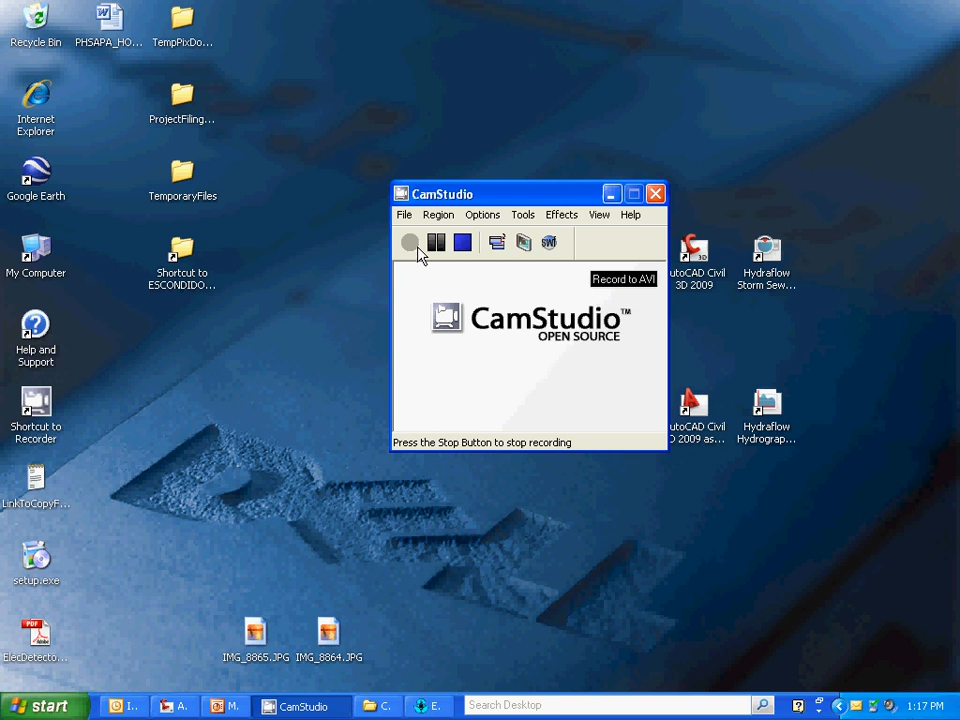 Recycle Bin
PHSAPA_HO...
TempPixDo...
Internet
Explorer
ProjectFiling...
Google Earth
TemporaryFiles
My Computer
Shortcut to
ESCONDIDO...
Help and
Support
Shortcut to
Recorder
LinkToCopyF...
setup.exe
ElecDetecto...
IMG_8865.JPG
IMG_8864.JPG
CamStudio
File Region Options Tools Effects View Help
SWF
Record to AVI
CamStudio™
OPEN SOURCE
Press the Stop Button to stop recording
utoCAD Civil
3D 2009
Hydraflow
Storm Sew...
utoCAD Civil
D 2009 as...
Hydraflow
Hydrograp...
start
I..
A.
M.
CamStudio
C.
E.
Search Desktop
1:17 PM